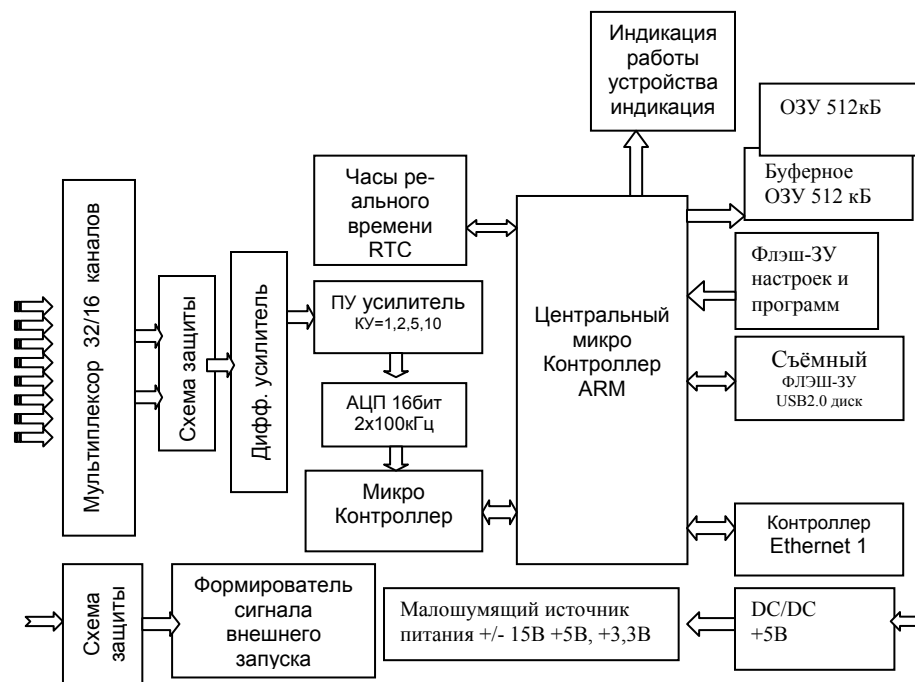 Индикация
работы
устройства
индикация
ОЗУ 512кБ
Буферное
ОЗУ 512 кБ
Часы ре-
ального
времени
RTC
Мультиплексор 32/16 каналов
Схема защиты
Дифф. усилитель
ПУ усилитель
КУ=1,2,5,10
Центральный
микро
Контроллер
ARM
Флэш-ЗУ
настроек и
программ
Съёмный
ФЛЭШ-ЗУ
USB2.0 диск
АЦП 16бит
2х100кГц
Микро
Контроллер
Контроллер
Ethernet 1
Схема
защиты
Формирователь
сигнала
внешнего
запуска
Малошумящий источник
питания +/- 15В +5В, +3,3В
DC/DC
+5В